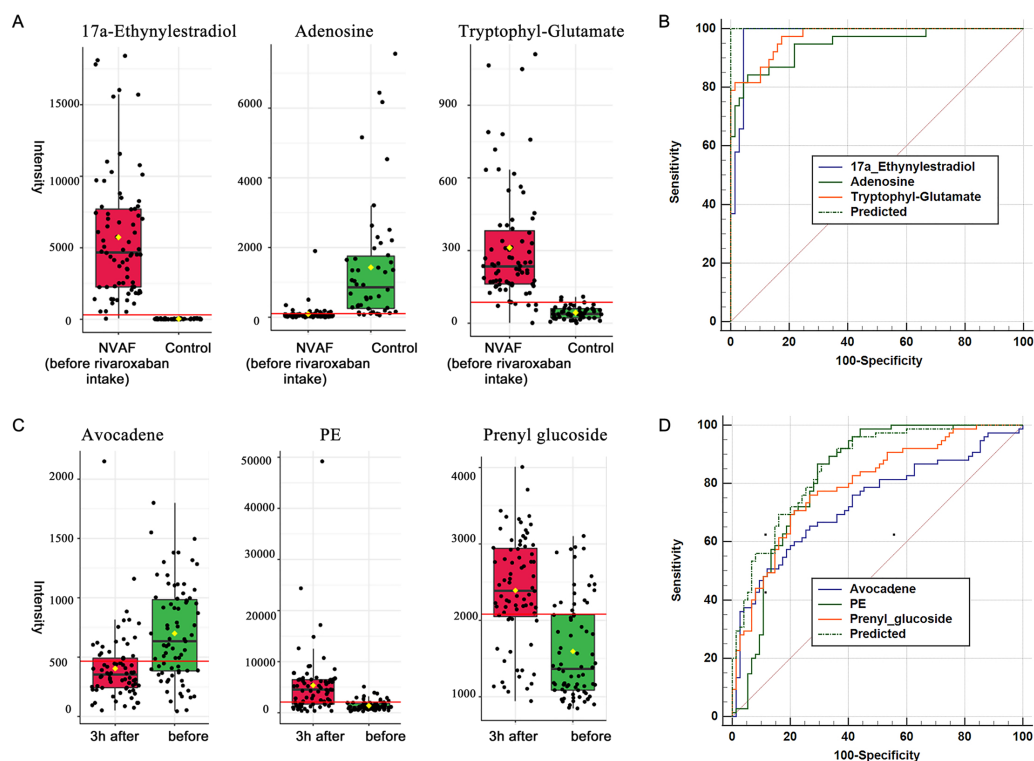 A
17a-Ethynylestradiol
Adenosine
Tryptophyl-Glutamate
Intensity
15000
10000
5000
0
6000
4000
2000
0
900
600
300
0
NVAF
Control
(before rivaroxaban
intake)
NVAF
Control
(before rivaroxaban
intake)
NVAF
Control
(before rivaroxaban
intake)
B
Sensitivity
100
80
60
40
20
0
17a_Ethynylestradiol
Adenosine
Tryptophyl-Glutamate
Predicted
0 20 40 60 80 100
100-Specificity
C
Avocadene
PE
Prenyl glucoside
Intensity
2000
1500
1000
500
0
50000
40000
30000
20000
10000
0
4000
3000
2000
1000
3h after before
3h after before
3h after before
D
Sensitivity
100
80
60
40
20
0
Avocadene
PE
Prenyl_glucoside
Predicted
0 20 40 60 80 100
100-Specificity